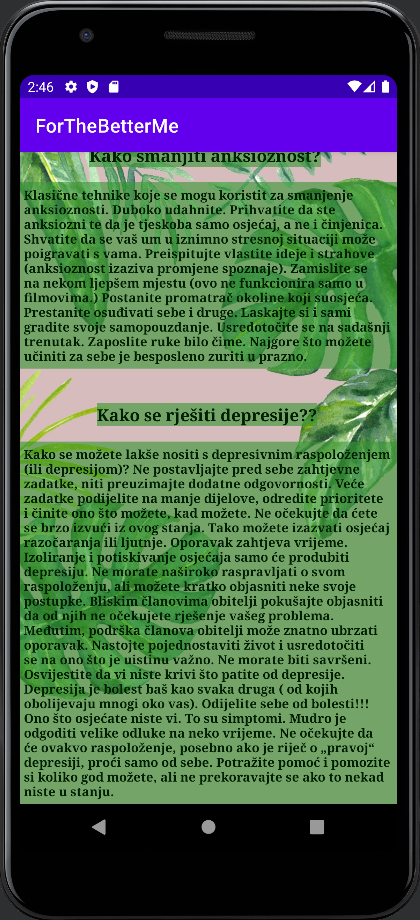 2:46
ForTheBetterMe
Kako smanjiti anksioznost?
Klasične tehnike koje se mogu koristit za smanjenje
anksioznosti. Duboko udahnite. Prihvatite da ste
anksiozni te da je tjeskoba samo osjećaj, a ne i činjenica.
Shvatite da se vaš um u iznimno stresnoj situaciji može
poigravati s vama. Preispitujte vlastite ideje i strahove
(anksioznost izaziva promjene spoznaje). Zamislite se
na nekom ljepšem mjestu (ovo ne funkcionira samo u
filmovima.) Postanite promatrač okoline koji suosjeća.
Prestanite osuđivati sebe i druge. Laskajte si i sami
gradite svoje samopouzdanje. Usredotočite se na sadašnji
trenutak. Zaposlite ruke bilo čime. Najgore što možete
učiniti za sebe je besposleno zuriti u prazno.
Kako se rješiti depresije??
Kako se možete lakše nositi s depresivnim raspoloženjem
(ili depresijom)? Ne postavljajte pred sebe zahtjevne
zadatke, niti preuzimajte dodatne odgovornosti. Veće
zadatke podijelite na manje dijelove, odredite prioritete
i činite ono što možete, kad možete. Ne očekujte da ćete
se brzo izvući iz ovog stanja. Tako možete izazvati osjećaj
razočaranja ili ljutnje. Oporavak zahtjeva vrijeme.
Izoliranje i potiskivanje osjećaja samo će produbiti
depresiju. Ne morate naširoko raspravljati o svom
raspoloženju, ali možete kratko objasniti neke svoje
postupke. Bliskim članovima obitelji pokušajte objasniti
da od njih ne očekujete rješenje vašeg problema.
Međutim, podrška članova obitelji može znatno ubrzati
oporavak. Nastojte pojednostaviti život i usredotočiti
se na ono što je uistinu važno. Ne morate biti savršeni.
Osvijestite da vi niste krivi što patite od depresije.
Depresija je bolest baš kao svaka druga ( od kojih
obolijevaju mnogi oko vas). Odijelite sebe od bolesti!!!
Ono što osjećate niste vi. To su simptomi. Mudro je
odgoditi velike odluke na neko vrijeme. Ne očekujte da
će ovakvo raspoloženje, posebno ako je riječ o „pravoj“
depresiji, proći samo od sebe. Potražite pomoć i pomozite
si koliko god možete, ali ne prekoravajte se ako to nekad
niste u stanju.